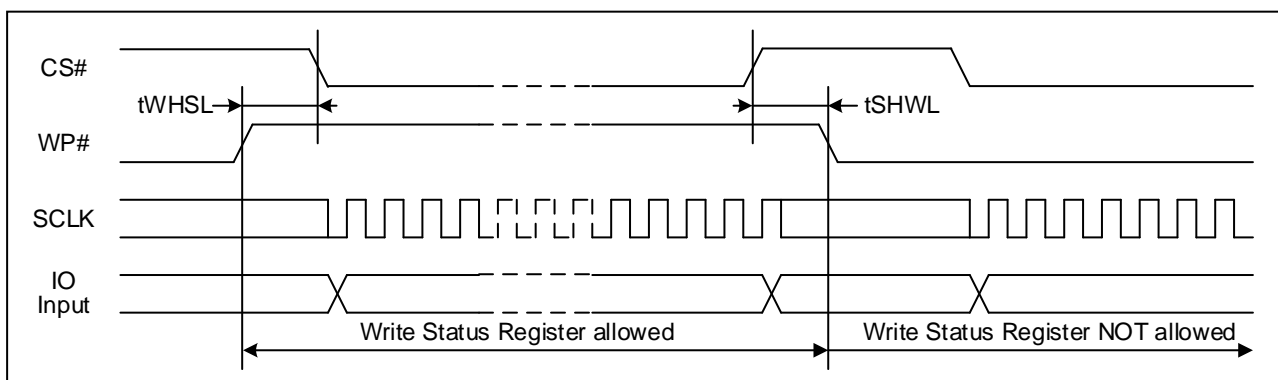 CS#
tWHSL
tSHWL
WP#
SCLK
IO
Input
Write Status Register allowed
Write Status Register NOT allowed